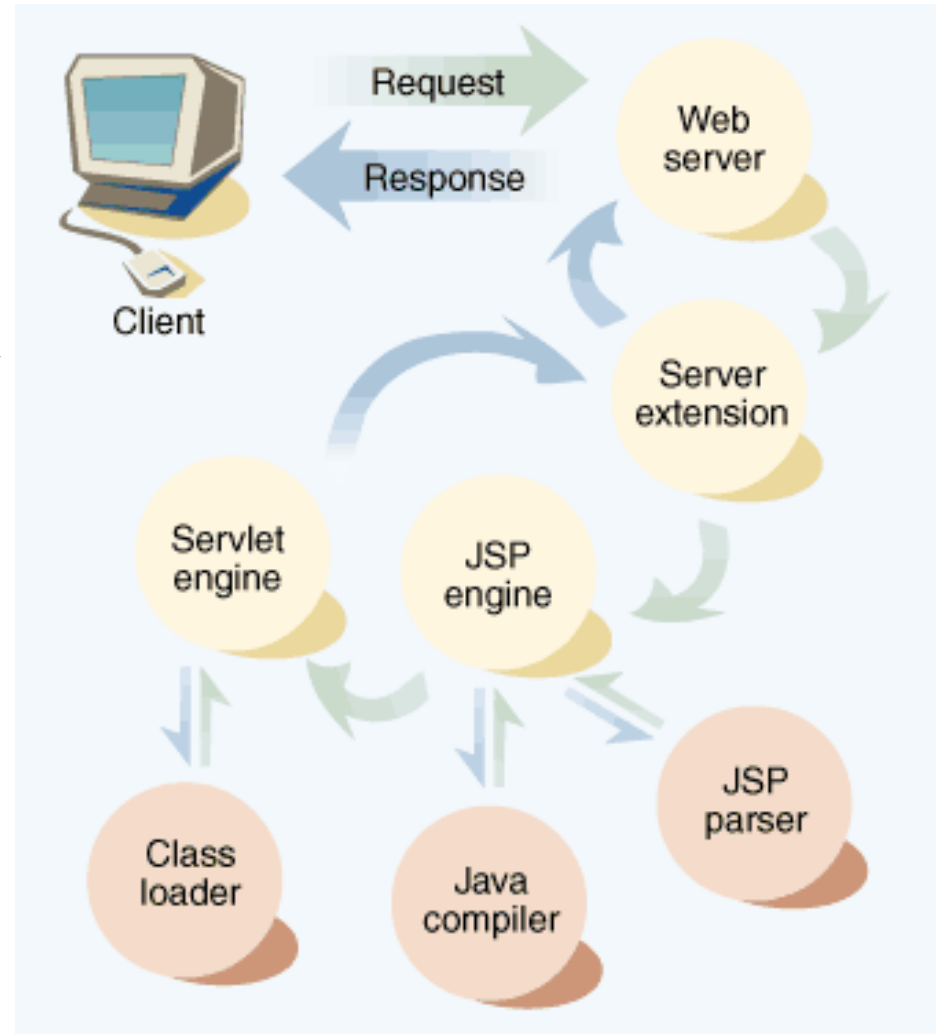 Request
Response
Client
Web
server
Server
extension
Servlet
engine
JSP
engine
JSP
parser
Class
loader
Java
compiler